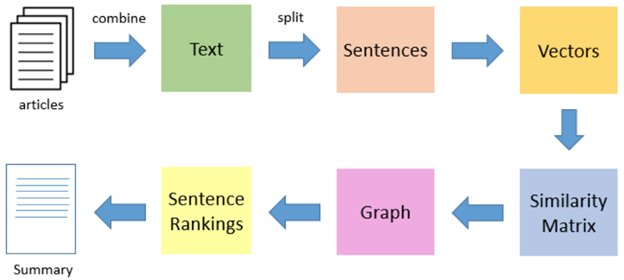 combine
split
Text
Sentences
Vectors
articles
Similarity
Matrix
Graph
Sentence
Rankings
Summary